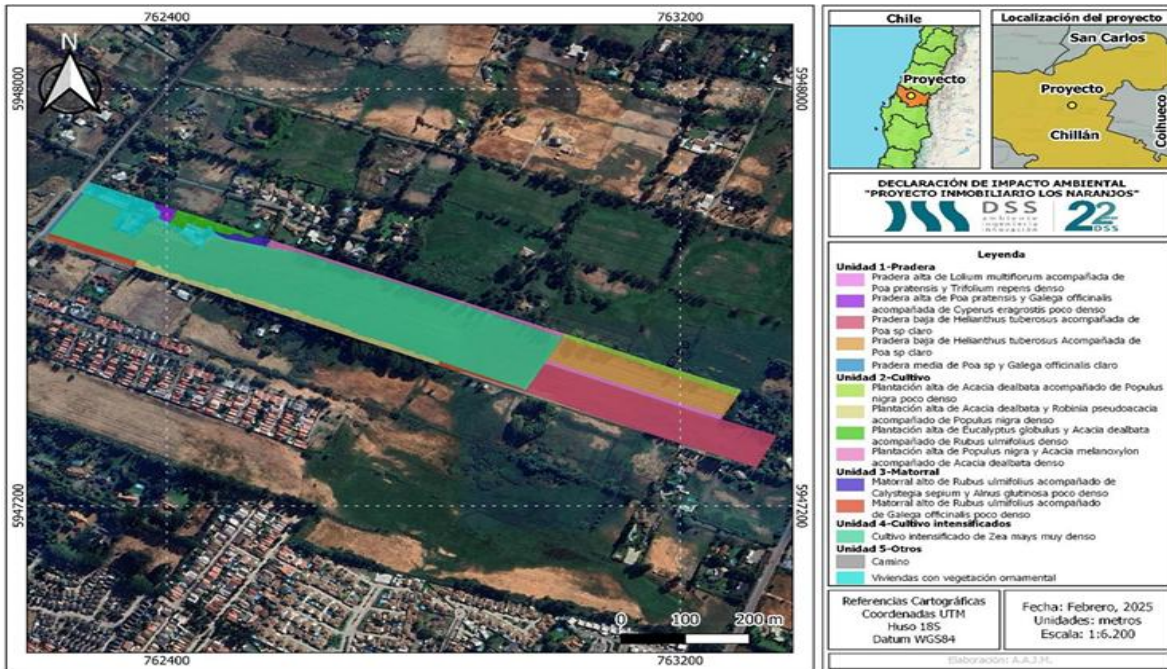 762400
763200
N
5948000
5948000
5947200
5947200
0 100 200 m
762400
763200
Chile
Proyecto
Localización del proyecto
San Carlos
Proyecto
Chillán
Coihueco
DECLARACIÓN DE IMPACTO AMBIENTAL
"PROYECTO INMOBILIARIO LOS NARANJOS"
DSS
ambiente
ingeniería
innovación
22
DSS
Leyenda
Unidad 1-Pradera
Pradera alta de Lolium multiflorum acompañada de
Poa pratensis y Trifolium repens denso
Pradera alta de Poa pratensis y Galega officinalis
acompañada de Cyperus eragrostis poco denso
Pradera baja de Helianthus tuberosus acompañada de
Poa sp claro
Pradera baja de Helianthus tuberosus Acompañada de
Poa sp claro
Pradera media de Poa sp y Galega officinalis claro
Unidad 2-Cultivo
Plantación alta de Acacia dealbata acompañado de Populus
nigra poco denso
Plantación alta de Acacia dealbata y Robinia pseudoacacia
acompañado de Populus nigra denso
Plantación alta de Eucalyptus globulus y Acacia dealbata
acompañado de Rubus ulmifolius denso
Plantación alta de Populus nigra y Acacia melanoxylon
acompañado de Acacia dealbata denso
Unidad 3-Matorral
Matorral alto de Rubus ulmifolius acompañado de
Calystegia sepium y Alnus glutinosa poco denso
Matorral alto de Rubus ulmifolius acompañado
de Galega officinalis poco denso
Unidad 4-Cultivo intensificados
Cultivo intensificado de Zea mays muy denso
Unidad 5-Otros
Camino
Viviendas con vegetación ornamental
Referencias Cartográficas
Coordenadas UTM
Huso 18S
Datum WGS84
Fecha: Febrero, 2025
Unidades: metros
Escala: 1:6.200
Elaboración: A.A.J.M.